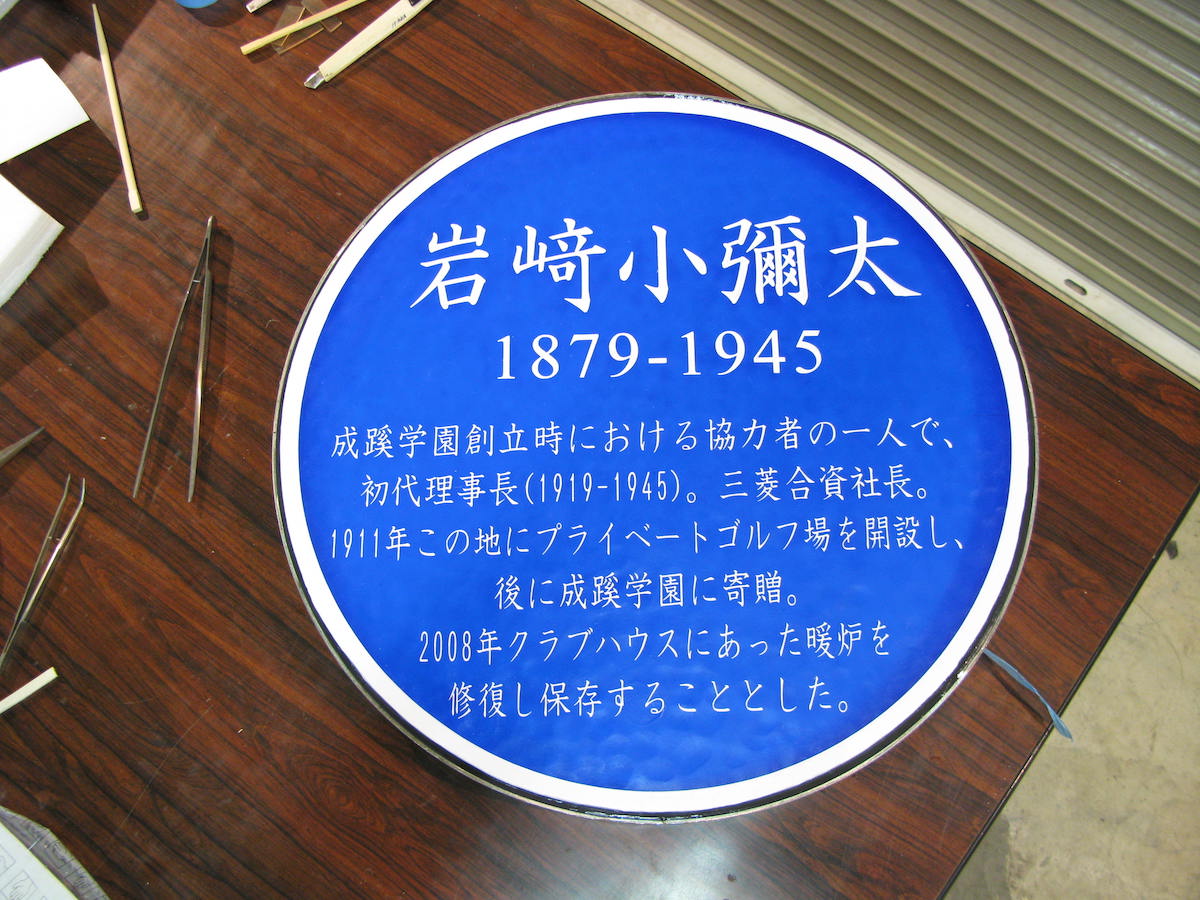 岩﨑小彌太
1879-1945
成蹊学園創立時における協力者の一人で、
初代理事長(1919-1945)。三菱合資社長。
1911年この地にプライベートゴルフ場を開設し、
後に成蹊学園に寄贈。
2008年クラブハウスにあった暖炉を
修復し保存することとした。